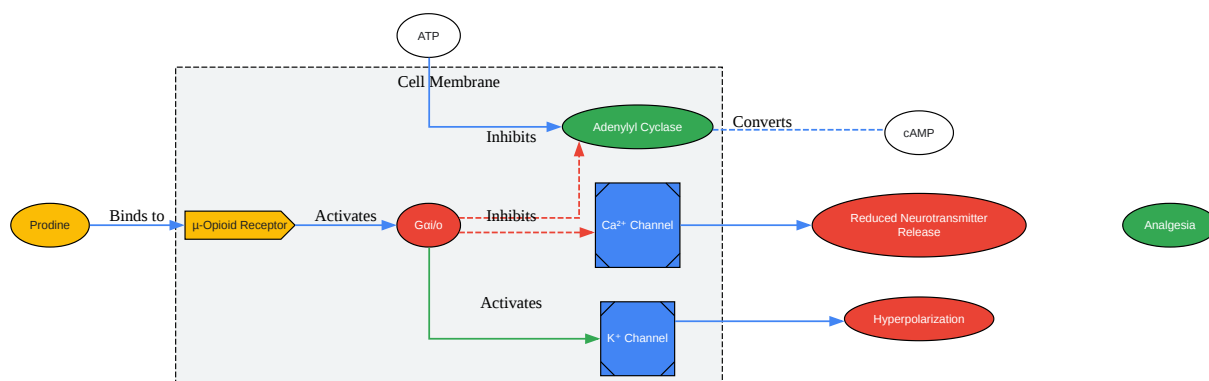 ATP
Cell Membrane
Adenylyl Cyclase
Inhibits
Converts
cAMP
Prodine
Binds to
µ-Opioid Receptor
Activates
Gαi/o
Inhibits
Ca²⁺ Channel
Reduced Neurotransmitter
Release
Analgesia
Activates
K⁺ Channel
Hyperpolarization